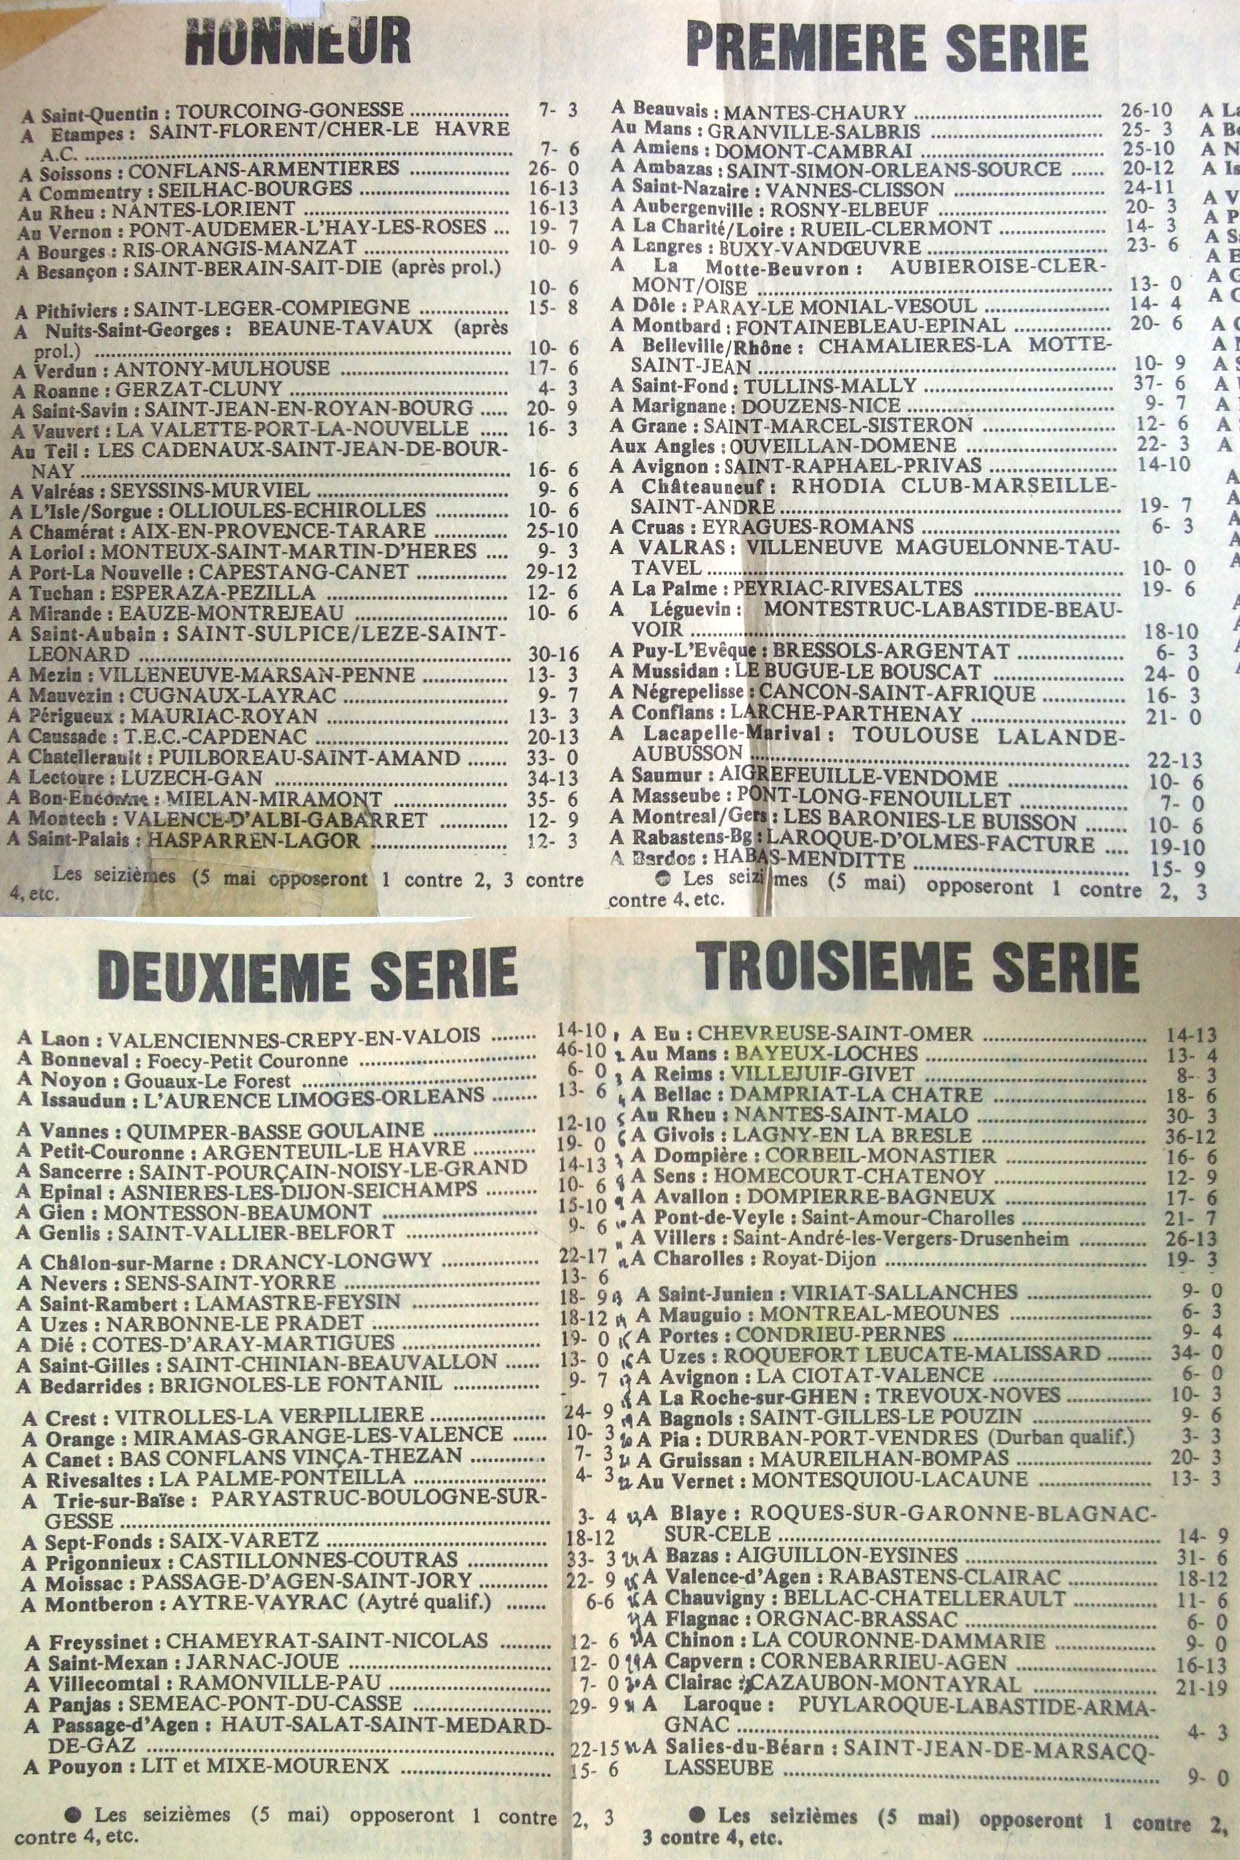 HONNEUR
A Saint-Quentin : TOURCOING-GONESSE ................. 7- 3
A Etampes : SAINT-FLORENT/CHER-LE HAVRE
A.C. ................. 7- 6
A Soissons : CONFLANS-ARMENTIERES ................. 26- 0
A Commentry : SEILHAC-BOURGES ................. 16-13
Au Rheu : NANTES-LORIENT ................. 16-13
Au Vernon : PONT-AUDEMER-L'HAY-LES-ROSES ... 19- 7
A Bourges : RIS-ORANGIS-MANZAT ................. 10- 9
A Besançon : SAINT-BERAIN-SAIT-DIE (après prol.)
10- 6
A Pithiviers : SAINT-LEGER-COMPIEGNE ................. 15- 8
A Nuits-Saint-Georges : BEAUNE-TAVAUX (après
prol.) ................. 10- 6
A Verdun : ANTONY-MULHOUSE ................. 17- 6
A Roanne : GERZAT-CLUNY ................. 4- 3
A Saint-Savin : SAINT-JEAN-EN-ROYAN-BOURG ..... 20- 9
A Vauvert : LA VALETTE-PORT-LA-NOUVELLE ..... 16- 3
Au Teil : LES CADENAUX-SAINT-JEAN-DE-BOUR-
NAY ................. 16- 6
A Valréas : SEYSSINS-MURVIEL ................. 9- 6
A L'Isle/Sorgue : OLLIOULES-ECHIROLLES ................. 10- 6
A Chamérat : AIX-EN-PROVENCE-TARARE ................. 25-10
A Loriol : MONTEUX-SAINT-MARTIN-D'HERES .... 9- 3
A Port-La Nouvelle : CAPESTANG-CANET ................. 29-12
A Tuchan : ESPERAZA-PEZILLA ................. 12- 6
A Mirande : EAUZE-MONTREJEAU ................. 10- 6
A Saint-Aubain : SAINT-SULPICE/LEZE-SAINT-
LEONARD ................. 30-16
A Mezin : VILLENEUVE-MARSAN-PENNE ................. 13- 3
A Mauvezin : CUGNAUX-LAYRAC ................. 9- 7
A Périgueux : MAURIAC-ROYAN ................. 13- 3
A Caussade : T.E.C.-CAPDENAC ................. 20-13
A Chatellerault : PUILBOREAU-SAINT-AMAND ...... 33- 0
A Lectoure : LUZECH-GAN ................. 34-13
A Bon-Encontre : MIELAN-MIRAMONT ................. 35- 6
A Montech : VALENCE-D'ALBI-GABARRET ............ 12- 9
A Saint-Palais : HASPARREN-LAGOR ................. 12- 3
Les seizièmes (5 mai opposeront 1 contre 2, 3 contre
4, etc.
PREMIERE SERIE
A Beauvais : MANTES-CHAURY ................. 26-10
Au Mans : GRANVILLE-SALBRIS ................. 25- 3
A Amiens : DOMONT-CAMBRAI ................. 25-10
A Ambazas : SAINT-SIMON-ORLEANS-SOURCE ...... 20-12
A Saint-Nazaire : VANNES-CLISSON ................. 24-11
A Aubergenville : ROSNY-ELBEUF ................. 20- 3
A La Charité/Loire : RUEIL-CLERMONT ................. 14- 3
A Langres : BUXY-VANDŒUVRE ................. 23- 6
A La Motte-Beuvron : AUBIEROISE-CLER-
MONT/OISE ................. 13- 0
A Dôle : PARAY-LE MONIAL-VESOUL ................. 14- 4
A Montbard : FONTAINEBLEAU-EPINAL ................. 20- 6
A Belleville/Rhône : CHAMALIERES-LA MOTTE-
SAINT-JEAN ................. 10- 9
A Saint-Fond : TULLINS-MALLY ................. 37- 6
A Marignane : DOUZENS-NICE ................. 9- 7
A Grane : SAINT-MARCEL-SISTERON ................. 12- 6
Aux Angles : OUVEILLAN-DOMENE ................. 22- 3
A Avignon : SAINT-RAPHAEL-PRIVAS ................. 14-10
A Châteauneuf : RHODIA CLUB-MARSEILLE-
SAINT-ANDRE ................. 19- 7
A Cruas : EYRAGUES-ROMANS ................. 6- 3
A VALRAS : VILLENEUVE MAGUELONNE-TAU-
TAVEL ................. 10- 0
A La Palme : PEYRIAC-RIVESALTES ................. 19- 6
A Léguevin : MONTESTRUC-LABASTIDE-BEAU-
VOIR ................. 18-10
A Puy-L'Evêque : BRESSOLS-ARGENTAT ................. 6- 3
A Mussidan : LE BUGUE-LE BOUSCAT ................. 24- 0
A Négrepelisse : CANCON-SAINT-AFRIQUE ............ 16- 3
A Conflans : LARCHE-PARTHENAY ................. 21- 0
A Lacapelle-Marival : TOULOUSE LALANDE-
AUBUSSON ................. 22-13
A Saumur : AIGREFEUILLE-VENDOME ................. 10- 6
A Masseube : PONT-LONG-FENOUILLET ................. 7- 0
A Montreal/Gers : LES BARONIES-LE BUISSON ....... 10- 6
A Rabastens-Bg : LAROQUE-D'OLMES-FACTURE .... 19-10
A Bardos : HABAS-MENDITTE ................. 15- 9
● Les seizièmes (5 mai) opposeront 1 contre 2, 3
contre 4, etc.
DEUXIEME SERIE
A Laon : VALENCIENNES-CREPY-EN-VALOIS ........ 14-10
A Bonneval : Foecy-Petit Couronne ................. 46-10
A Noyon : Gouaux-Le Forest ................. 6- 0
A Issaudun : L'AURENCE LIMOGES-ORLEANS ........ 13- 6
A Vannes : QUIMPER-BASSE GOULAINE ................. 12-10
A Petit-Couronne : ARGENTEUIL-LE HAVRE ........... 19- 0
A Sancerre : SAINT-POURÇAIN-NOISY-LE-GRAND 14-13
A Epinal : ASNIERES-LES-DIJON-SEICHAMPS ......... 10- 6
A Gien : MONTESSON-BEAUMONT ................. 15-10
A Genlis : SAINT-VALLIER-BELFORT ................. 9- 6
A Châlon-sur-Marne : DRANCY-LONGWY ................. 22-17
A Nevers : SENS-SAINT-YORRE ................. 13- 6
A Saint-Rambert : LAMASTRE-FEYSIN ................. 18- 9
A Uzes : NARBONNE-LE PRADET ................. 18-12
A Dié : COTES-D'ARAY-MARTIGUES ................. 19- 0
A Saint-Gilles : SAINT-CHINIAN-BEAUVALLON ...... 13- 0
A Bedarrides : BRIGNOLES-LE FONTANIL .............. 9- 7
A Crest : VITROLLES-LA VERPILLIERE ................. 24- 9
A Orange : MIRAMAS-GRANGE-LES-VALENCE ...... 10- 3
A Canet : BAS CONFLANS VINÇA-THEZAN ............ 7- 3
A Rivesaltes : LA PALME-PONTEILLA ................. 4- 3
A Trie-sur-Baïse : PARYASTRUC-BOULOGNE-SUR-
GESSE ................. 3- 4
A Sept-Fonds : SAIX-VARETZ ................. 18-12
A Prigonnieux : CASTILLONNES-COUTRAS ............ 33- 3
A Moissac : PASSAGE-D'AGEN-SAINT-JORY ............ 22- 9
A Montberon : AYTRE-VAYRAC (Aytré qualif.) ....... 6-6
A Freyssinet : CHAMEYRAT-SAINT-NICOLAS ......... 12- 6
A Saint-Mexan : JARNAC-JOUE ................. 12- 0
A Villecomtal : RAMONVILLE-PAU ................. 7- 0
A Panjas : SEMEAC-PONT-DU-CASSE ................. 29- 9
A Passage-d'Agen : HAUT-SALAT-SAINT-MEDARD-
DE-GAZ ................. 22-15
A Pouyon : LIT et MIXE-MOURENX ................. 15- 6
● Les seizièmes (5 mai) opposeront 1 contre 2, 3
contre 4, etc.
TROISIEME SERIE
A Eu : CHEVREUSE-SAINT-OMER ................. 14-13
Au Mans : BAYEUX-LOCHES ................. 13- 4
A Reims : VILLEJUIF-GIVET ................. 8- 3
A Bellac : DAMPRIAT-LA CHATRE ................. 18- 6
Au Rheu : NANTES-SAINT-MALO ................. 30- 3
A Givois : LAGNY-EN LA BRESLE ................. 36-12
A Dompière : CORBEIL-MONASTIER ................. 16- 6
A Sens : HOMECOURT-CHATENOY ................. 12- 9
A Avallon : DOMPIERRE-BAGNEUX ................. 17- 6
A Pont-de-Veyle : Saint-Amour-Charolles ................. 21- 7
A Villers : Saint-André-les-Vergers-Drusenheim ............ 26-13
A Charolles : Royat-Dijon ................. 19- 3
A Saint-Junien : VIRIAT-SALLANCHES ................. 9- 0
A Mauguio : MONTREAL-MEOUNES ................. 6- 3
A Portes : CONDRIEU-PERNES ................. 9- 4
A Uzes : ROQUEFORT LEUCATE-MALISSARD ........ 34- 0
A Avignon : LA CIOTAT-VALENCE ................. 6- 0
A La Roche-sur-GHEN : TREVOUX-NOVES ............ 10- 3
A Bagnols : SAINT-GILLES-LE POUZIN ................. 9- 6
A Pia : DURBAN-PORT-VENDRES (Durban qualif.) 3- 3
A Gruissan : MAUREILHAN-BOMPAS ................. 20- 3
Au Vernet : MONTESQUIOU-LACAUNE ................. 13- 3
A Blaye : ROQUES-SUR-GARONNE-BLAGNAC-
SUR-CELE ................. 14- 9
A Bazas : AIGUILLON-EYSINES ................. 31- 6
A Valence-d'Agen : RABASTENS-CLAIRAC ............ 18-12
A Chauvigny : BELLAC-CHATELLERAULT ............ 11- 6
A Flagnac : ORGNAC-BRASSAC ................. 6- 0
A Chinon : LA COURONNE-DAMMARIE ................. 9- 0
A Capvern : CORNEBARRIEU-AGEN ................. 16-13
A Clairac : CAZAUBON-MONTAYRAL ................. 21-19
A Laroque : PUYLAROQUE-LABASTIDE-ARMA-
GNAC ................. 4- 3
A Salies-du-Béarn : SAINT-JEAN-DE-MARSACQ-
LASSEUBE ................. 9- 0
● Les seizièmes (5 mai) opposeront 1 contre 2,
3 contre 4, etc.